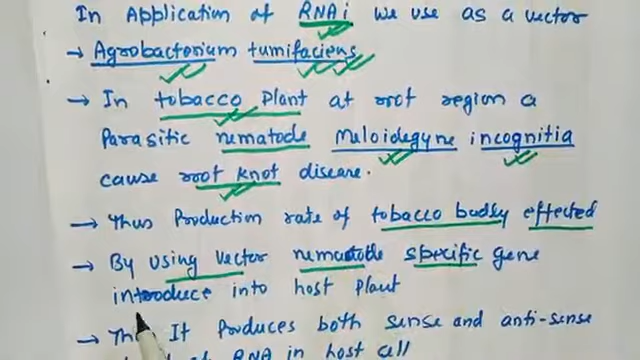 In Application of RNAi We use as a vector
→ Agrobactorium tumifaciens
→ In tobacco Plant at root region a
Parasitic nematode Meloidegyne incognitia
cause root knot disease.
→ Thus Production rate of tobacco badly effected
→ By using vector nematode specific gene
introduce into host plant
→ It Produces both sense and anti-sense
RNA in host cell